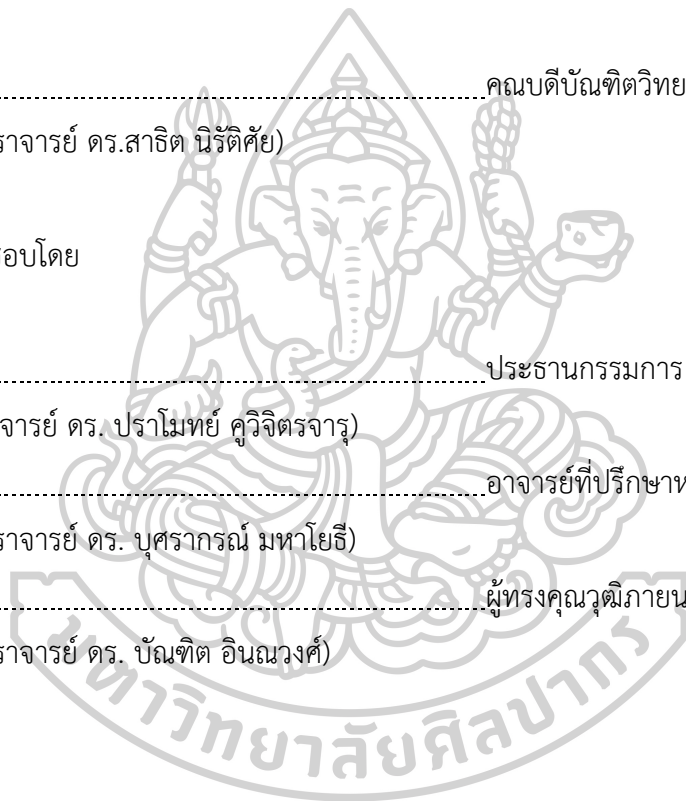 คณบดีบัณฑิตวิทย
ราจารย์ ดร.สาธิต นิรัติศัย)
สอบโดย
ประธานกรรมการ
จารย์ ดร. ปราโมทย์ คูวิจิตรจารุ)
อาจารย์ที่ปรึกษาห
ราจารย์ ดร. บุศรากรณ์ มหาโยธี)
ผู้ทรงคุณวุฒิภายน
ราจารย์ ดร. บัณฑิต อินณวงศ์)
มหาวิทยาลัยศิลปากร